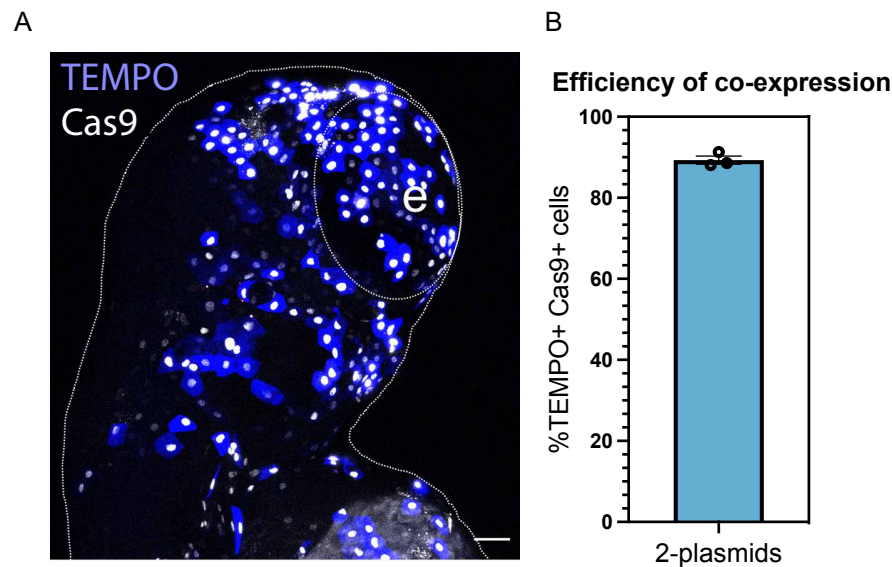 A
TEMPO
Cas9
e
B
Efficiency of co-expression
%TEMPO+ Cas9+ cells
100
80
60
40
20
0
2-plasmids